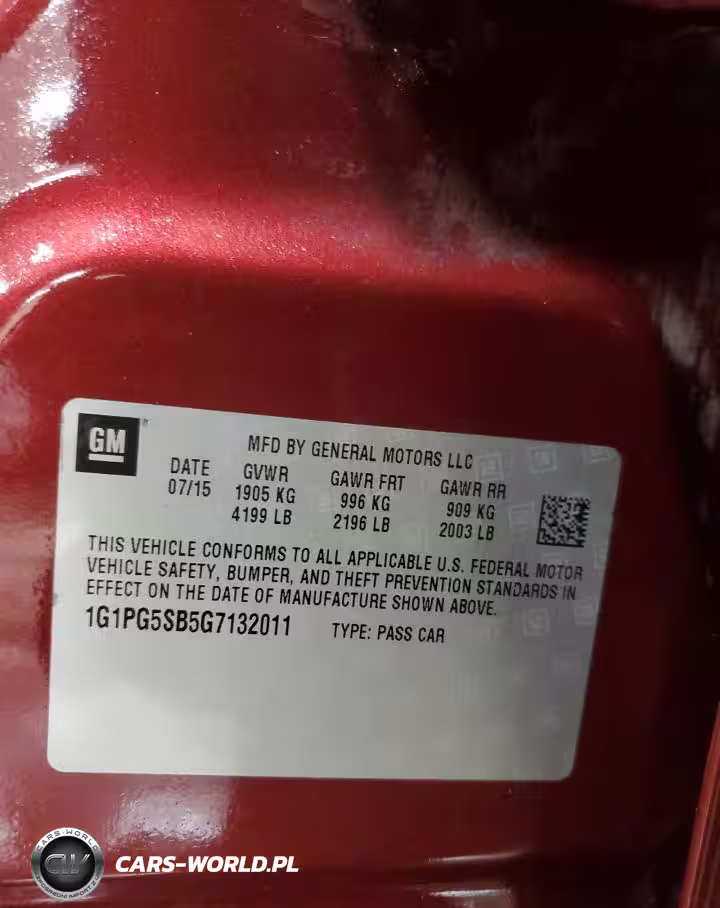 GM
MFD BY GENERAL MOTORS LLC
DATE GVWR GAWR FRT GAWR RR
07/15 1905 KG 996 KG 909 KG
4199 LB 2196 LB 2003 LB
THIS VEHICLE CONFORMS TO ALL APPLICABLE U.S. FEDERAL MOTOR
VEHICLE SAFETY, BUMPER, AND THEFT PREVENTION STANDARDS IN
EFFECT ON THE DATE OF MANUFACTURE SHOWN ABOVE.
1G1PG5SB5G7132011 TYPE: PASS CAR
CARS-WORLD
CW
CARS-WORLD.PL